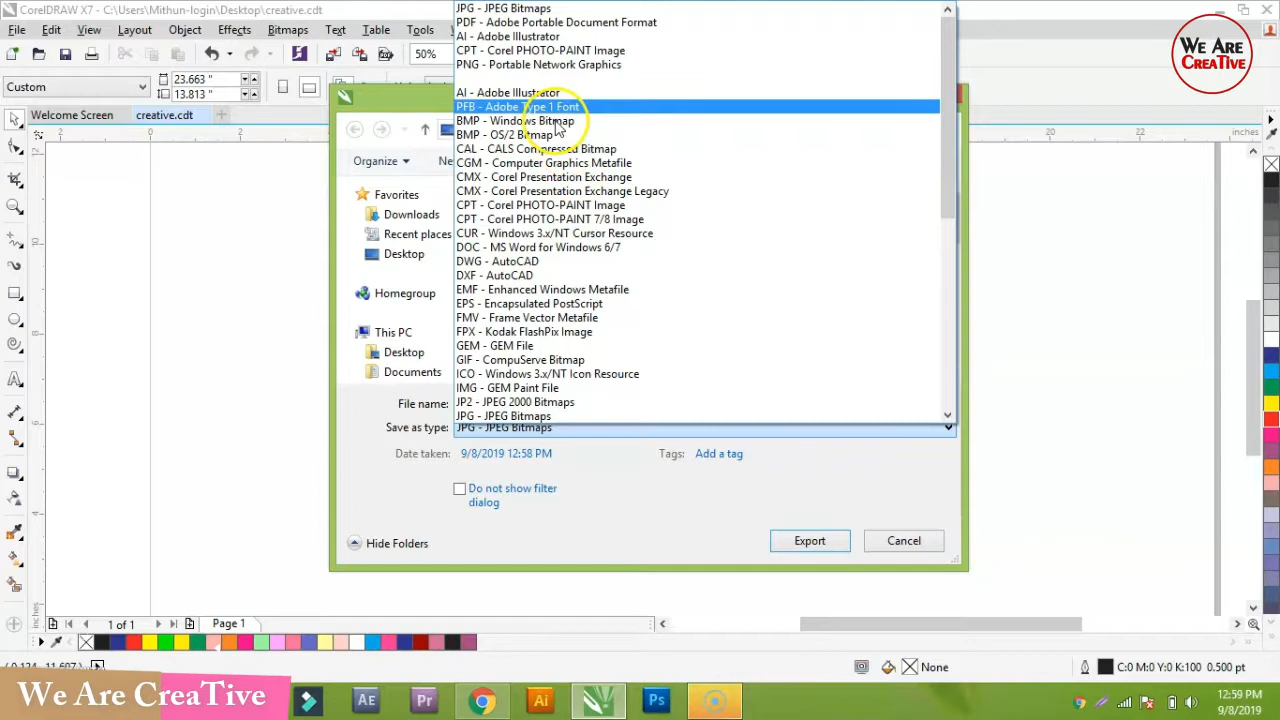 CorelDRAW X7 - C:\Users\Mithun-login\Desktop\creative.cdt
File Edit View Layout Object Effects Bitmaps Text Table Tools
50%
Custom
23.663 "
13.813 "
Welcome Screen
creative.cdt
JPG - JPEG Bitmaps
PDF - Adobe Portable Document Format
AI - Adobe Illustrator
CPT - Corel PHOTO-PAINT Image
PNG - Portable Network Graphics
AI - Adobe Illustrator
PFB - Adobe Type 1 Font
BMP - Windows Bitmap
BMP - OS/2 Bitmap
CAL - CALS Compressed Bitmap
CGM - Computer Graphics Metafile
CMX - Corel Presentation Exchange
CMX - Corel Presentation Exchange Legacy
CPT - Corel PHOTO-PAINT Image
CPT - Corel PHOTO-PAINT 7/8 Image
CUR - Windows 3.x/NT Cursor Resource
DOC - MS Word for Windows 6/7
DWG - AutoCAD
DXF - AutoCAD
EMF - Enhanced Windows Metafile
EPS - Encapsulated PostScript
FMV - Frame Vector Metafile
FPX - Kodak FlashPix Image
GEM - GEM File
GIF - CompuServe Bitmap
ICO - Windows 3.x/NT Icon Resource
IMG - GEM Paint File
JP2 - JPEG 2000 Bitmaps
JPG - JPEG Bitmaps
WE ARE
CREATIVE
2 0 20 22 inches
Organize
Favorites
Downloads
Recent places
Desktop
Homegroup
This PC
Desktop
Documents
File name:
Save as type: JPG - JPEG Bitmaps
Date taken: 9/8/2019 12:58 PM Tags: Add a tag
Do not show filter
dialog
Hide Folders Export Cancel
inches
1 of 1 Page 1
None C:0 M:0 Y:0 K:100 0.500 pt
We Are CreaTive
AE Pr Ai Ps
12:59 PM
9/8/2019